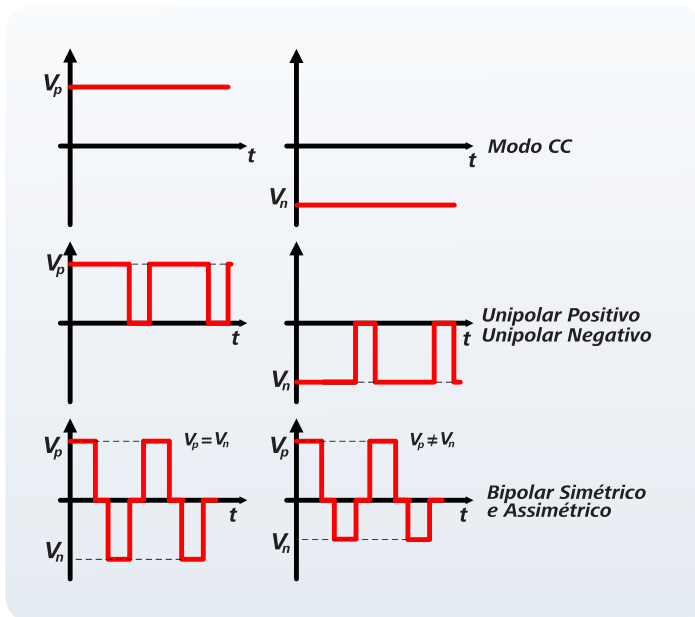 Vp
t
Vn
t
Modo CC
Vp
t
Vn
t
Unipolar Positivo
Unipolar Negativo
Vp
Vn
t
Vp = Vn
Vp
Vn
t
Vp ≠ Vn
Bipolar Simétrico
e Assimétrico